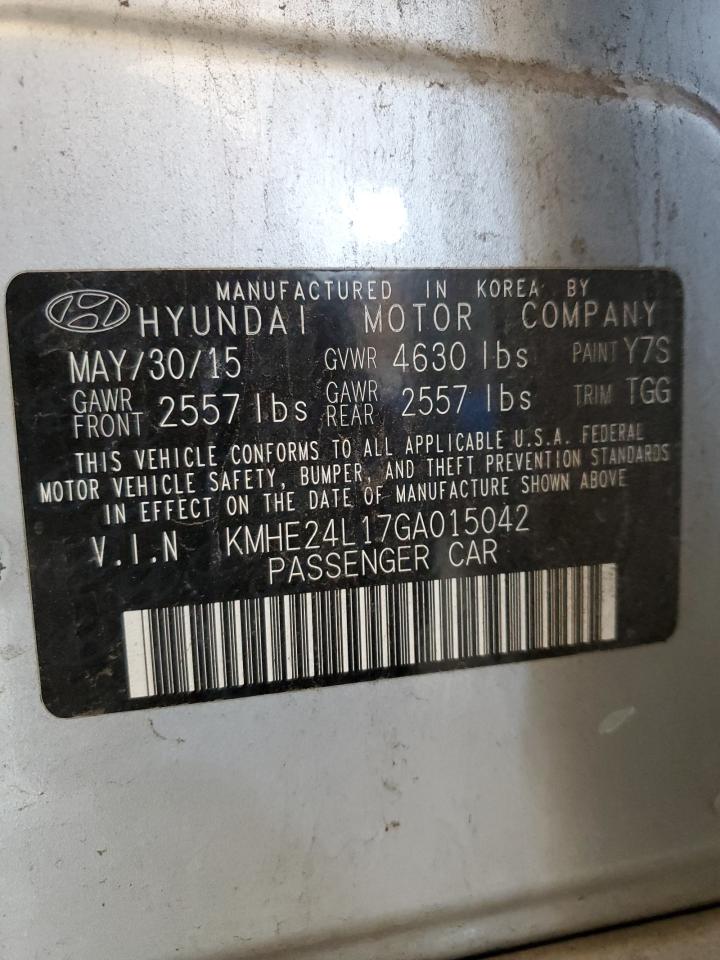 MANUFACTURED IN KOREA BY
HYUNDAI MOTOR COMPANY
MAY/30/15 GVWR 4630 lbs PAINT Y7S
GAWR FRONT 2557 lbs GAWR REAR 2557 lbs TRIM TGG
THIS VEHICLE CONFORMS TO ALL APPLICABLE U.S.A. FEDERAL
MOTOR VEHICLE SAFETY, BUMPER, AND THEFT PREVENTION STANDARDS
IN EFFECT ON THE DATE OF MANUFACTURE SHOWN ABOVE
V.I.N KMHE24L17GA015042
PASSENGER CAR